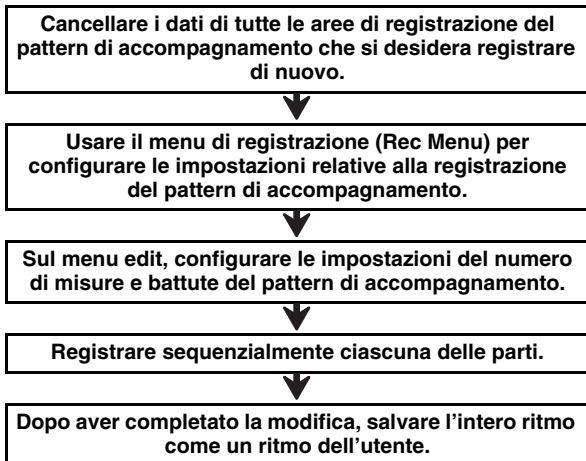 Cancellare i dati di tutte le aree di registrazione del
pattern di accompagnamento che si desidera registrare
di nuovo.
Usare il menu di registrazione (Rec Menu) per
configurare le impostazioni relative alla registrazione
del pattern di accompagnamento.
Sul menu edit, configurare le impostazioni del numero
di misure e battute del pattern di accompagnamento.
Registrare sequenzialmente ciascuna delle parti.
Dopo aver completato la modifica, salvare l'intero ritmo
come un ritmo dell'utente.